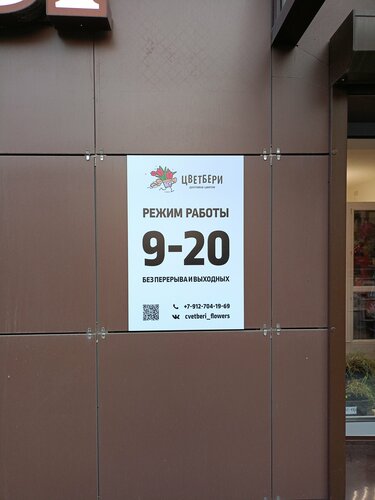 ЦВЕТБЕРИ
ДОСТАВКА ЦВЕТОВ
РЕЖИМ РАБОТЫ
9-20
БЕЗ ПЕРЕРЫВА И ВЫХОДНЫХ
+7-912-704-19-69
cvetberi_flowers